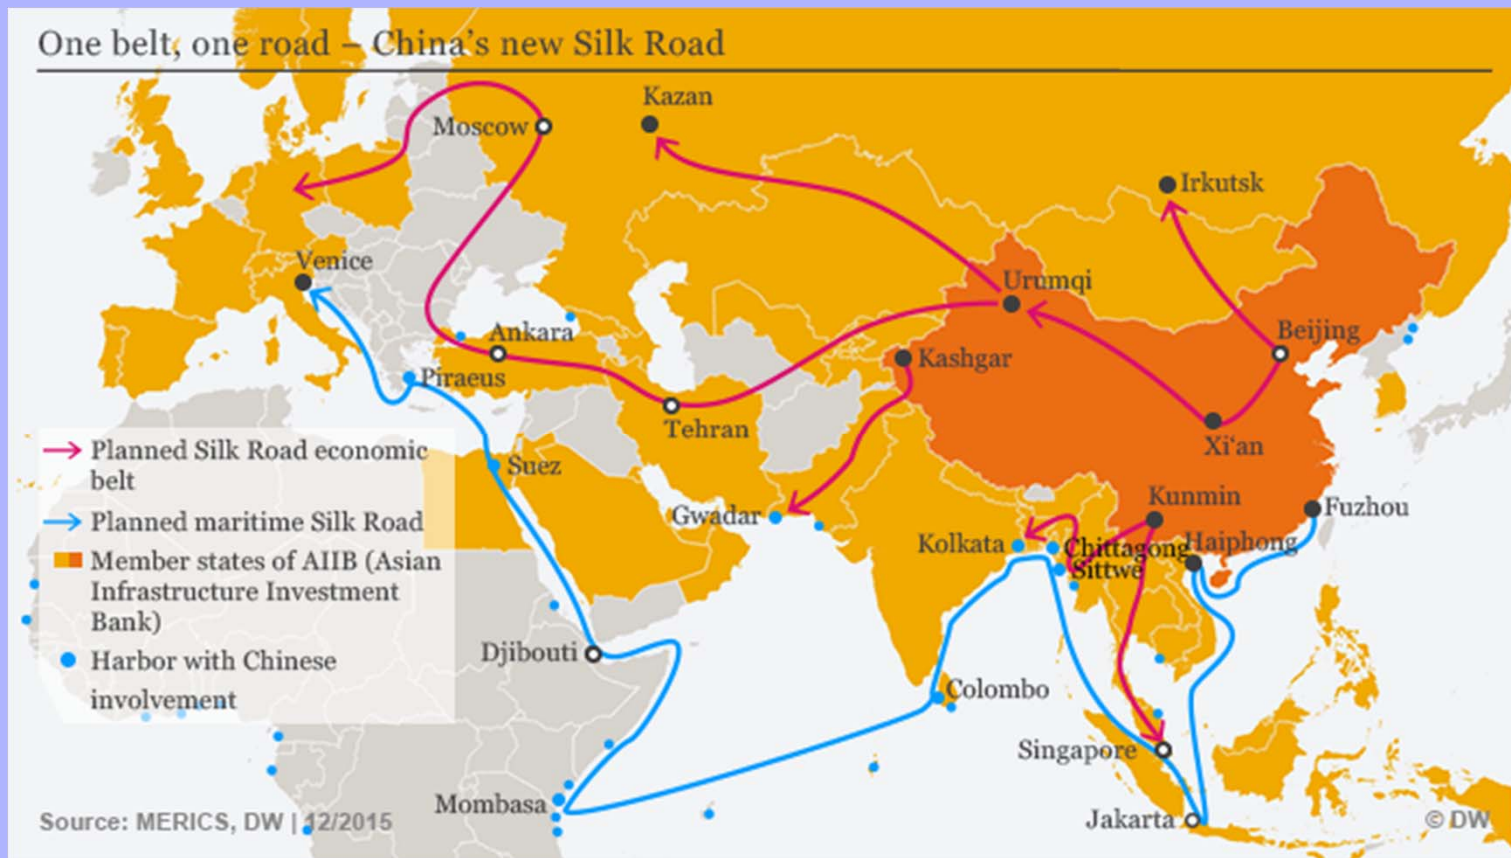 One belt, one road – China's new Silk Road
Kazan
Moscow
Irkutsk
Venice
Urumqi
Ankara
Beijing
Kashgar
Piraeus
Tehran
Xi‘an
Planned Silk Road economic
belt
Suez
Kunmin
Fuzhou
Gwadar
Planned maritime Silk Road
Kolkata
Chittagong
Haiphong
Member states of AIIB (Asian
Infrastructure Investment
Bank)
Sittwe
Djibouti
Harbor with Chinese
involvement
Colombo
Singapore
Mombasa
Jakarta
Source: MERICS, DW | 12/2015
© DW